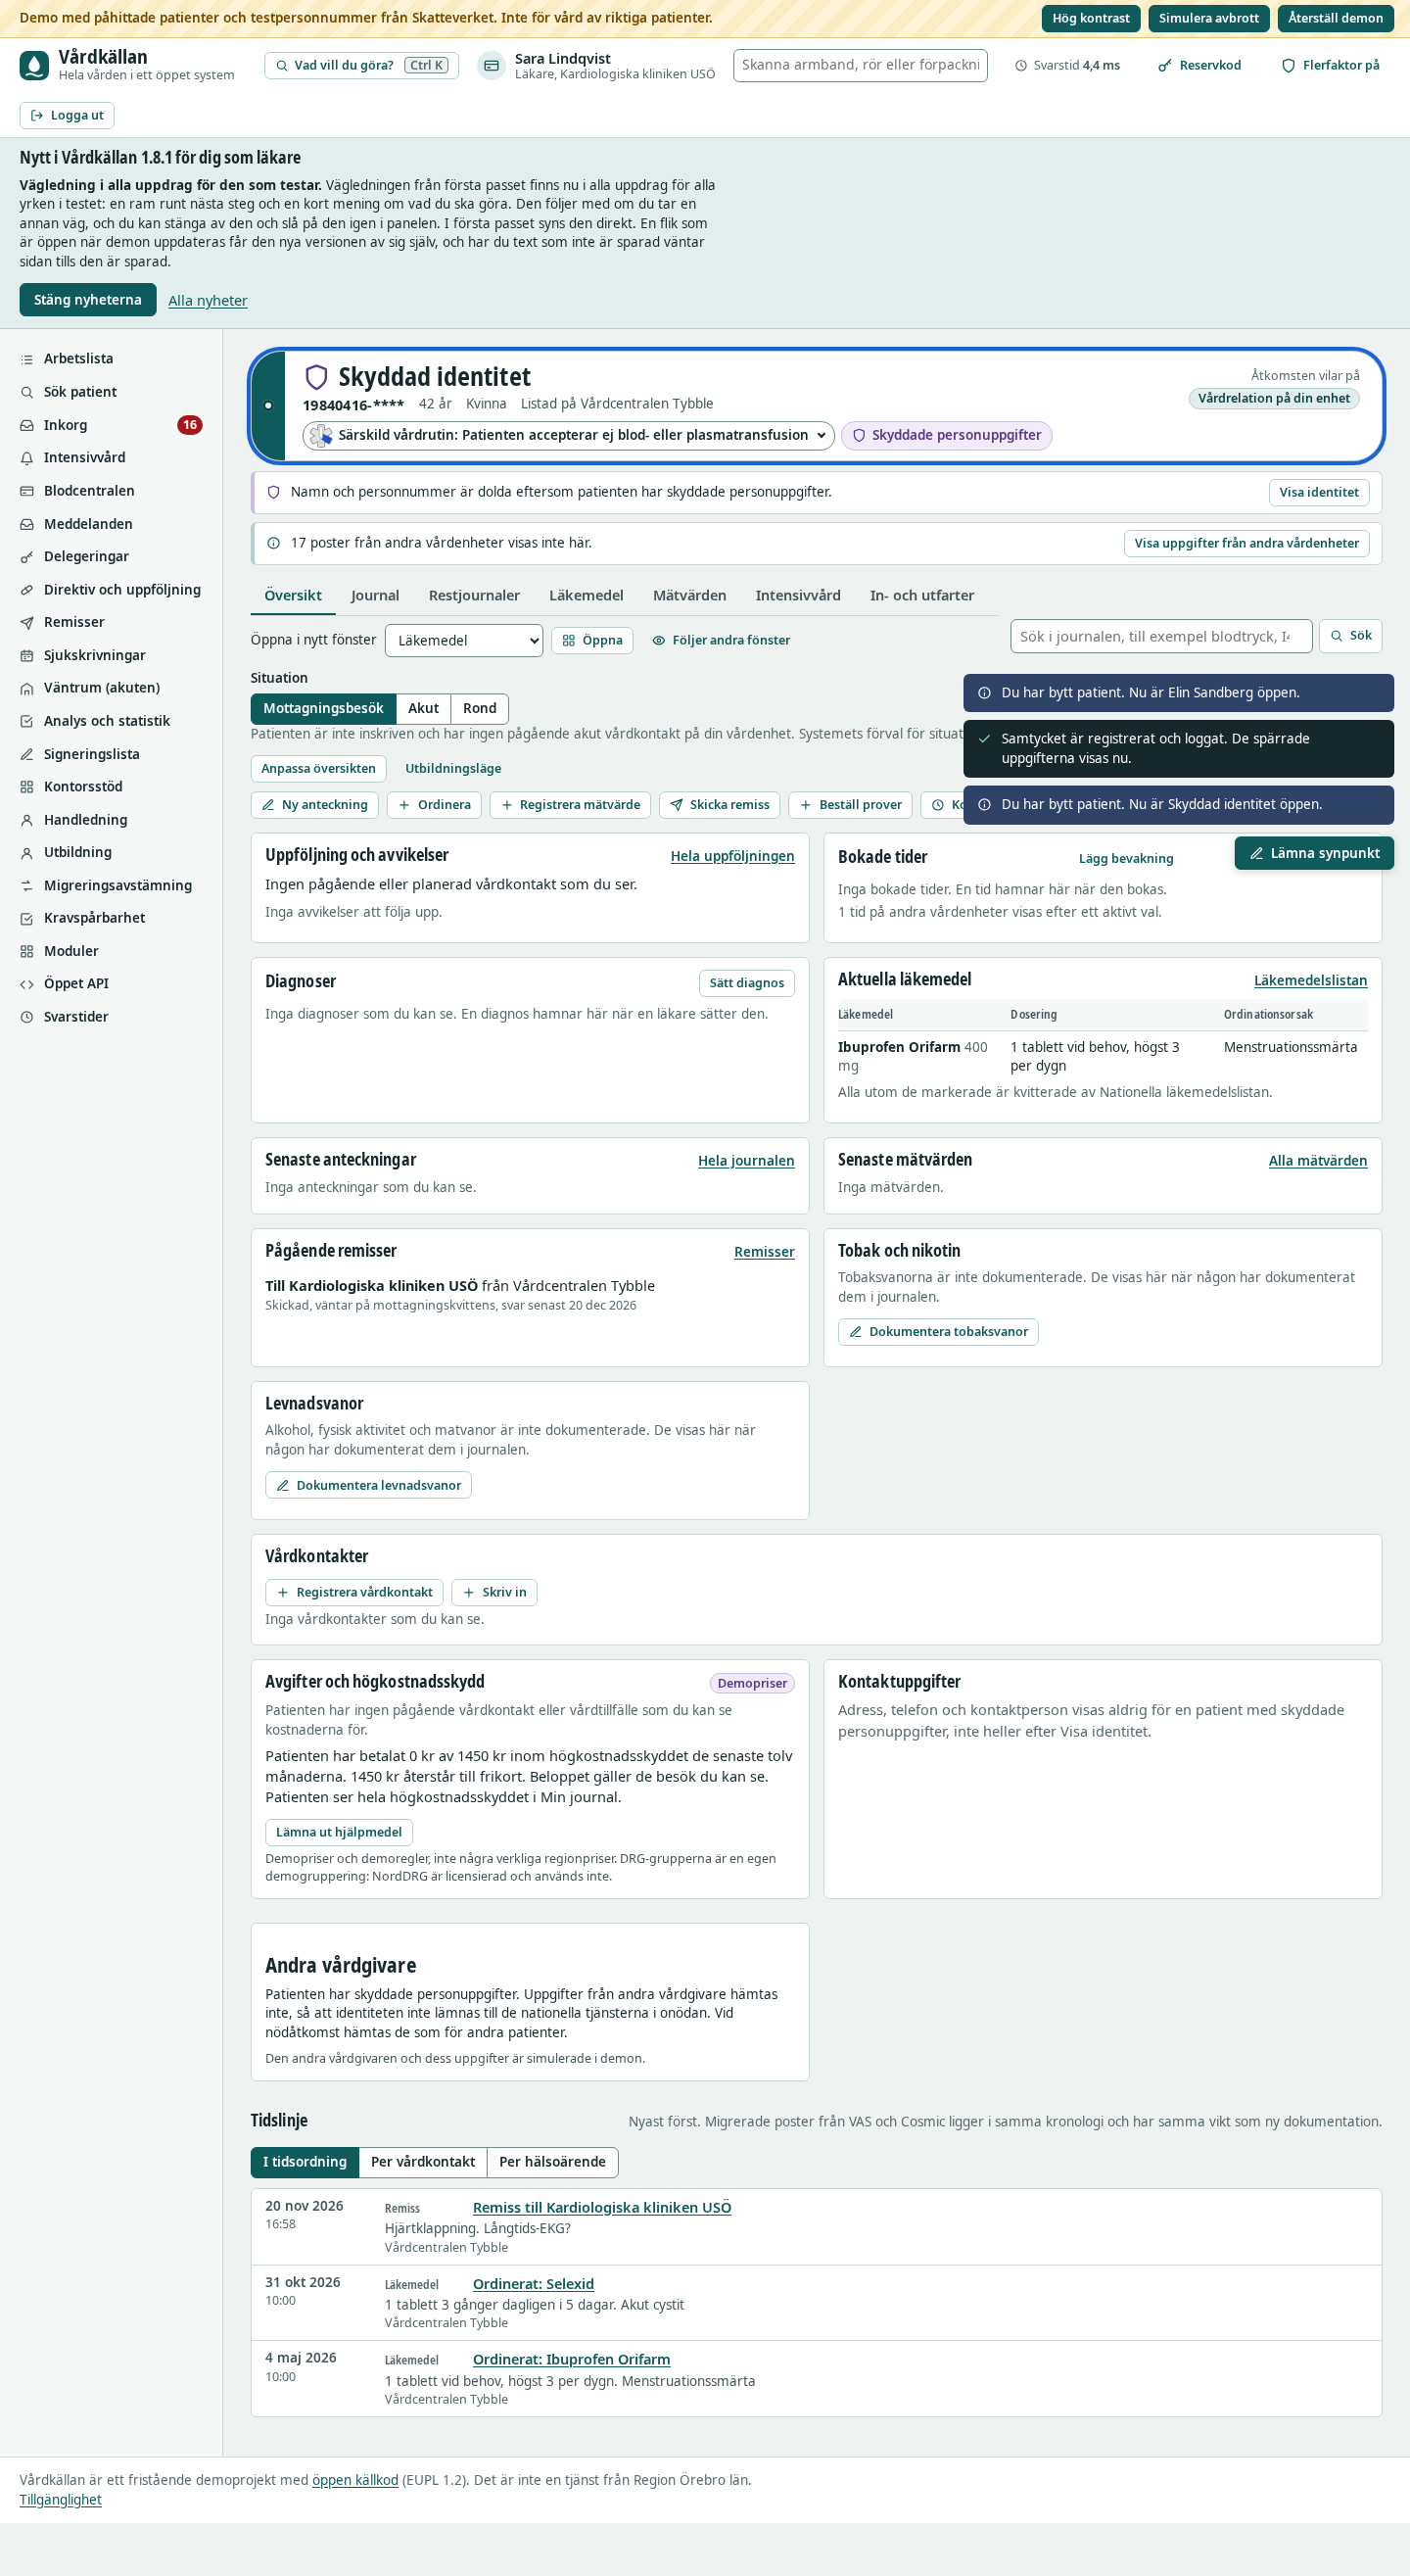 Demo med påhittade patienter och testpersonnummer från Skatteverket. Inte för vård av riktiga patienter.
Hög kontrast
Simulera avbrott
Återställ demon
Vårdkällan
Hela vården i ett öppet system
Vad vill du göra? Ctrl K
Sara Lindqvist
Läkare, Kardiologiska kliniken USÖ
Skanna armband, rör eller förpackni
Svarstid 4,4 ms
Reservkod
Flerfaktor på
Logga ut
Nytt i Vårdkällan 1.8.1 för dig som läkare
Vägledning i alla uppdrag för den som testar. Vägledningen från första passet finns nu i alla uppdrag för alla
yrken i testet: en ram runt nästa steg och en kort mening om vad du ska göra. Den följer med om du tar en
annan väg, och du kan stänga av den och slå på den igen i panelen. I första passet syns den direkt. En flik som
är öppen när demon uppdateras får den nya versionen av sig själv, och har du text som inte är sparad väntar
sidan tills den är sparad.
Stäng nyheterna
Alla nyheter
Arbetslista
Sök patient
Inkorg 16
Intensivvård
Blodcentralen
Meddelanden
Delegeringar
Direktiv och uppföljning
Remisser
Sjukskrivningar
Väntrum (akuten)
Analys och statistik
Signeringslista
Kontorsstöd
Handledning
Utbildning
Migreringsavstämning
Kravspårbarhet
Moduler
Öppet API
Svarstider
Skyddad identitet
19840416-**** 42 år Kvinna Listad på Vårdcentralen Tybble
Särskild vårdrutin: Patienten accepterar ej blod- eller plasmatransfusion
Skyddade personuppgifter
Åtkomsten vilar på
Vårdrelation på din enhet
Namn och personnummer är dolda eftersom patienten har skyddade personuppgifter.
Visa identitet
17 poster från andra vårdenheter visas inte här.
Visa uppgifter från andra vårdenheter
Översikt
Journal
Restjournaler
Läkemedel
Mätvärden
Intensivvård
In- och utfarter
Öppna i nytt fönster
Läkemedel
Öppna
Följer andra fönster
Sök i journalen, till exempel blodtryck, I4
Sök
Situation
Mottagningsbesök
Akut
Rond
Patienten är inte inskriven och har ingen pågående akut vårdkontakt på din vårdenhet. Systemets förval för situat
Anpassa översikten
Utbildningsläge
Ny anteckning
Ordinera
Registrera mätvärde
Skicka remiss
Beställ prover
Ko
Du har bytt patient. Nu är Elin Sandberg öppen.
Samtycket är registrerat och loggat. De spärrade
uppgifterna visas nu.
Du har bytt patient. Nu är Skyddad identitet öppen.
Lämna synpunkt
Uppföljning och avvikelser
Hela uppföljningen
Ingen pågående eller planerad vårdkontakt som du ser.
Inga avvikelser att följa upp.
Bokade tider
Lägg bevakning
Inga bokade tider. En tid hamnar här när den bokas.
1 tid på andra vårdenheter visas efter ett aktivt val.
Diagnoser
Sätt diagnos
Inga diagnoser som du kan se. En diagnos hamnar här när en läkare sätter den.
Aktuella läkemedel
Läkemedelslistan
Läkemedel Dosering Ordinationsorsak
Ibuprofen Orifarm 400 mg
1 tablett vid behov, högst 3 per dygn
Menstruationssmärta
Alla utom de markerade är kvitterade av Nationella läkemedelslistan.
Senaste anteckningar
Hela journalen
Inga anteckningar som du kan se.
Senaste mätvärden
Alla mätvärden
Inga mätvärden.
Pågående remisser
Remisser
Till Kardiologiska kliniken USÖ från Vårdcentralen Tybble
Skickad, väntar på mottagningskvittens, svar senast 20 dec 2026
Tobak och nikotin
Tobaksvanorna är inte dokumenterade. De visas här när någon har dokumenterat
dem i journalen.
Dokumentera tobaksvanor
Levnadsvanor
Alkohol, fysisk aktivitet och matvanor är inte dokumenterade. De visas här när
någon har dokumenterat dem i journalen.
Dokumentera levnadsvanor
Vårdkontakter
Registrera vårdkontakt
Skriv in
Inga vårdkontakter som du kan se.
Avgifter och högkostnadsskydd
Demopriser
Patienten har ingen pågående vårdkontakt eller vårdtillfälle som du kan se
kostnaderna för.
Patienten har betalat 0 kr av 1450 kr inom högkostnadsskyddet de senaste tolv
månaderna. 1450 kr återstår till frikort. Beloppet gäller de besök du kan se.
Patienten ser hela högkostnadsskyddet i Min journal.
Lämna ut hjälpmedel
Demopriser och demoregler, inte några verkliga regionpriser. DRG-grupperna är en egen
demogruppering: NordDRG är licensierad och används inte.
Kontaktuppgifter
Adress, telefon och kontaktperson visas aldrig för en patient med skyddade
personuppgifter, inte heller efter Visa identitet.
Andra vårdgivare
Patienten har skyddade personuppgifter. Uppgifter från andra vårdgivare hämtas
inte, så att identiteten inte lämnas till de nationella tjänsterna i onödan. Vid
nödåtkomst hämtas de som för andra patienter.
Den andra vårdgivaren och dess uppgifter är simulerade i demon.
Tidslinje
Nyast först. Migrerade poster från VAS och Cosmic ligger i samma kronologi och har samma vikt som ny dokumentation.
I tidsordning
Per vårdkontakt
Per hälsoärende
20 nov 2026
16:58
Remiss Remiss till Kardiologiska kliniken USÖ
Hjärtklappning. Långtids-EKG?
Vårdcentralen Tybble
31 okt 2026
10:00
Läkemedel Ordinerat: Selexid
1 tablett 3 gånger dagligen i 5 dagar. Akut cystit
Vårdcentralen Tybble
4 maj 2026
10:00
Läkemedel Ordinerat: Ibuprofen Orifarm
1 tablett vid behov, högst 3 per dygn. Menstruationssmärta
Vårdcentralen Tybble
Vårdkällan är ett fristående demoprojekt med öppen källkod (EUPL 1.2). Det är inte en tjänst från Region Örebro län.
Tillgänglighet